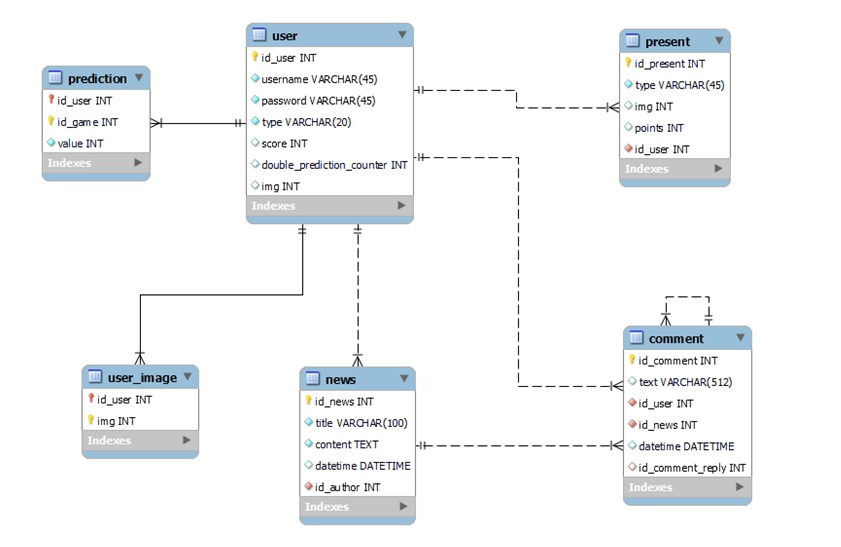 user
id_user INT
username VARCHAR(45)
password VARCHAR(45)
type VARCHAR(20)
score INT
double_prediction_counter INT
img INT
Indexes
prediction
id_user INT
id_game INT
value INT
Indexes
present
id_present INT
type VARCHAR(45)
img INT
points INT
id_user INT
Indexes
user_image
id_user INT
img INT
Indexes
news
id_news INT
title VARCHAR(100)
content TEXT
datetime DATETIME
id_author INT
Indexes
comment
id_comment INT
text VARCHAR(512)
id_user INT
id_news INT
datetime DATETIME
id_comment_reply INT
Indexes